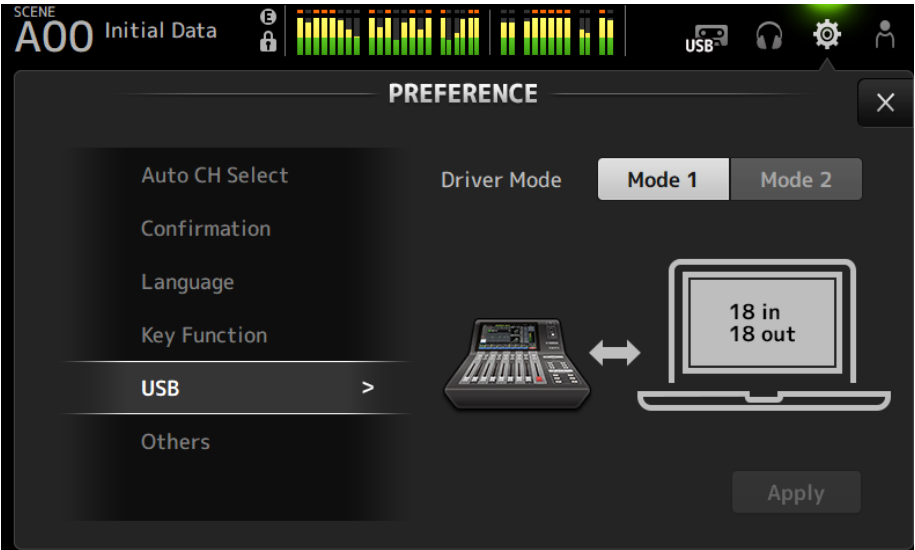 SCENE
A00 Initial Data
E
USB
PREFERENCE
Auto CH Select
Driver Mode Mode 1 Mode 2
Confirmation
Language
18 in
18 out
Key Function
USB >
Others
Apply